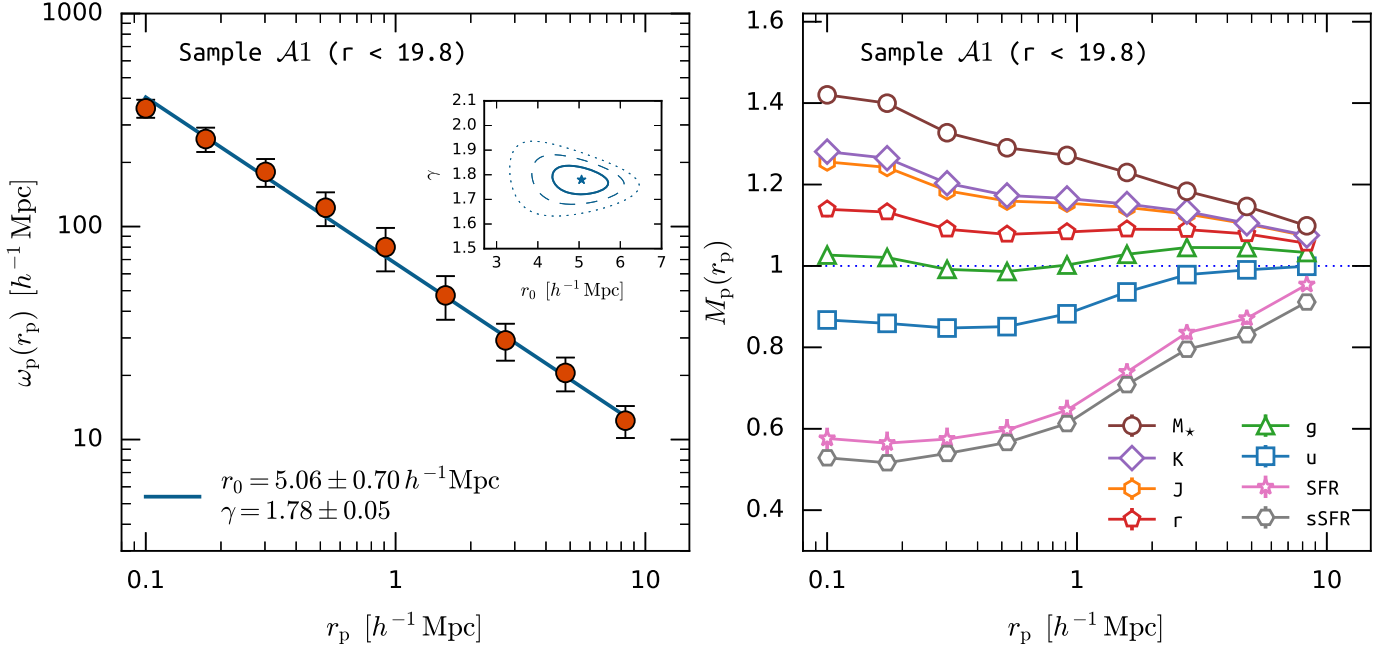 Sample 𝒜1 (r < 19.8)
1000
100
10
ωp(rp) [h⁻¹ Mpc]
2.1
2.0
1.9
1.8
1.7
1.6
1.5
γ
3 4 5 6 7
r₀ [h⁻¹ Mpc]
r₀ = 5.06 ± 0.70 h⁻¹Mpc
γ = 1.78 ± 0.05
0.1 1 10
rp [h⁻¹ Mpc]
Sample 𝒜1 (r < 19.8)
1.6
1.4
1.2
1
0.8
0.6
0.4
Mp(rp)
M⋆
K
J
r
g
u
SFR
sSFR
0.1 1 10
rp [h⁻¹ Mpc]